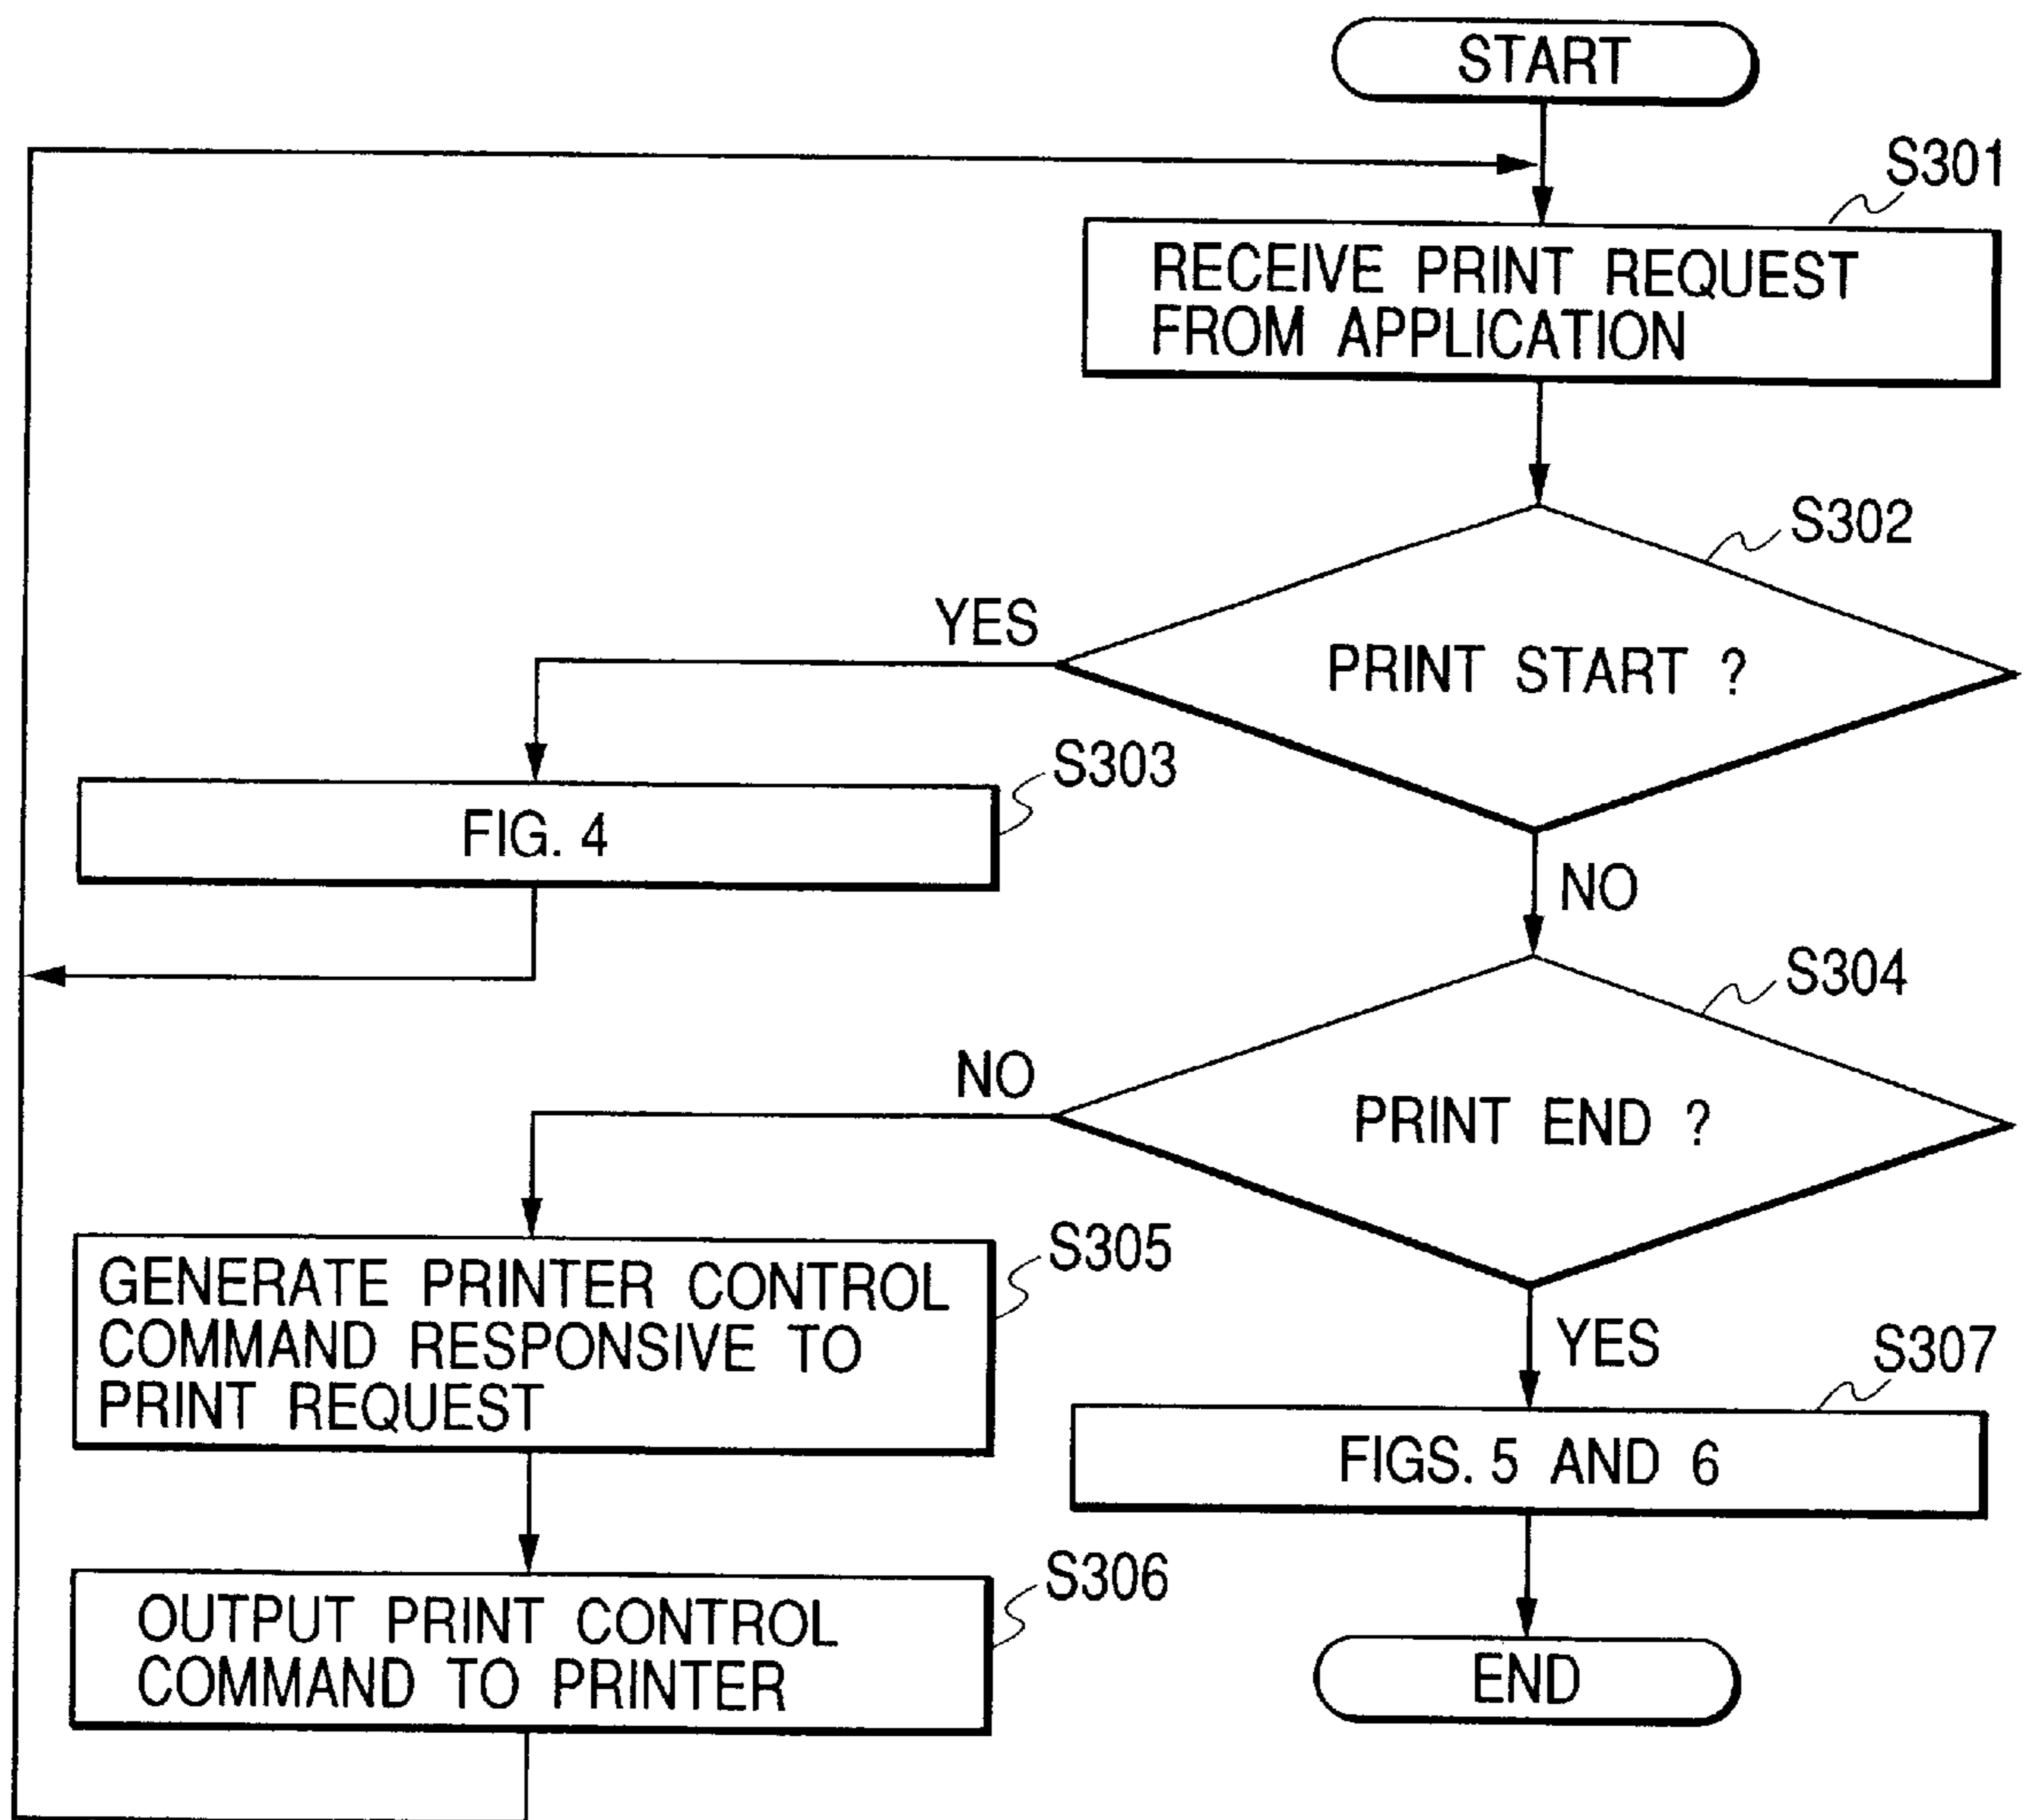 START
S301
RECEIVE PRINT REQUEST
FROM APPLICATION
S302
YES
PRINT START ?
S303
FIG. 4
NO
S304
NO
PRINT END ?
S305
GENERATE PRINTER CONTROL
COMMAND RESPONSIVE TO
PRINT REQUEST
YES
S307
FIGS. 5 AND 6
S306
OUTPUT PRINT CONTROL
COMMAND TO PRINTER
END